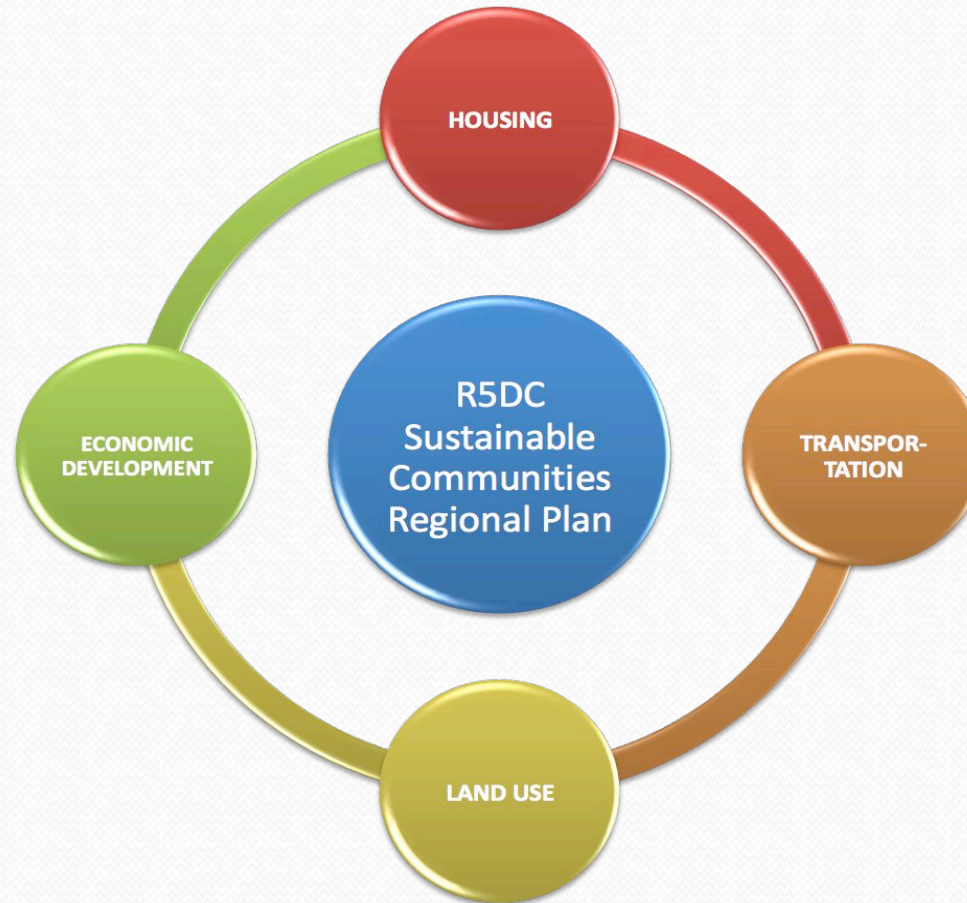 HOUSING
ECONOMIC
DEVELOPMENT
R5DC
Sustainable
Communities
Regional Plan
TRANSPOR-
TATION
LAND USE